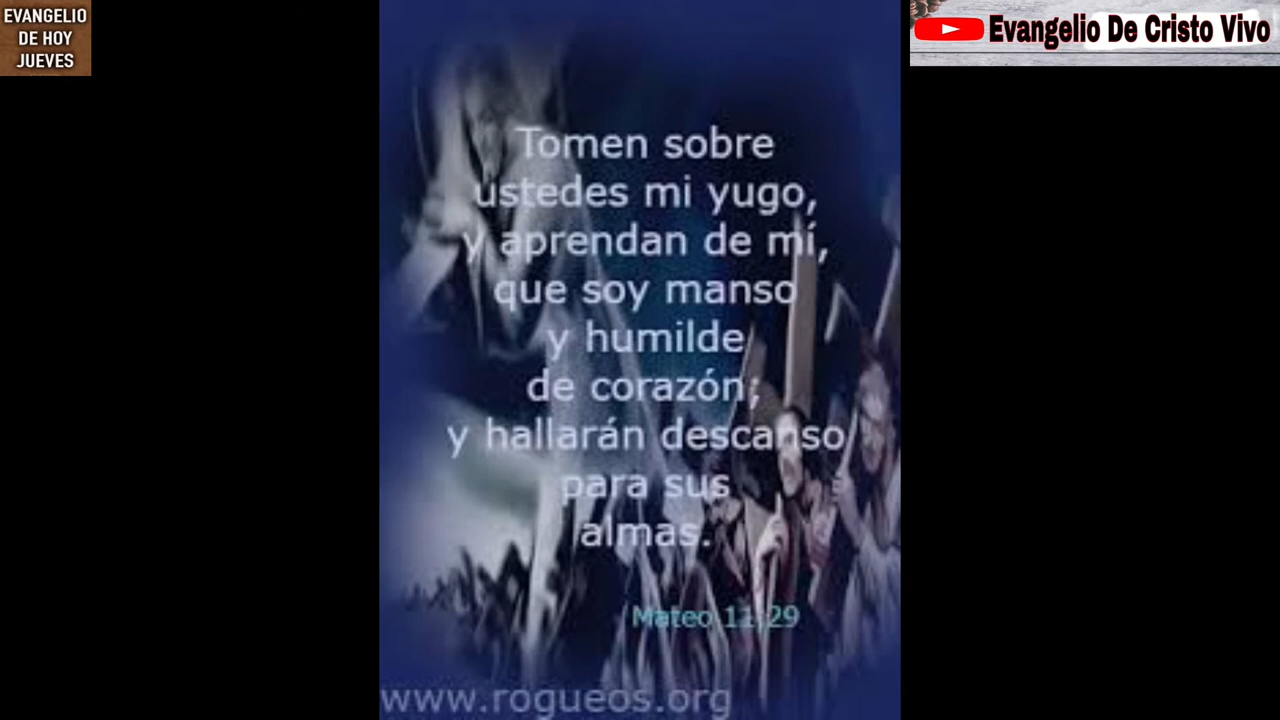 EVANGELIO
DE HOY
JUEVES
Evangelio De Cristo Vivo
Tomen sobre
ustedes mi yugo,
y aprendan de mí,
que soy manso
y humilde
de corazón;
y hallarán descanso
para sus
almas.
Mateo 11,29
www.rogueos.org